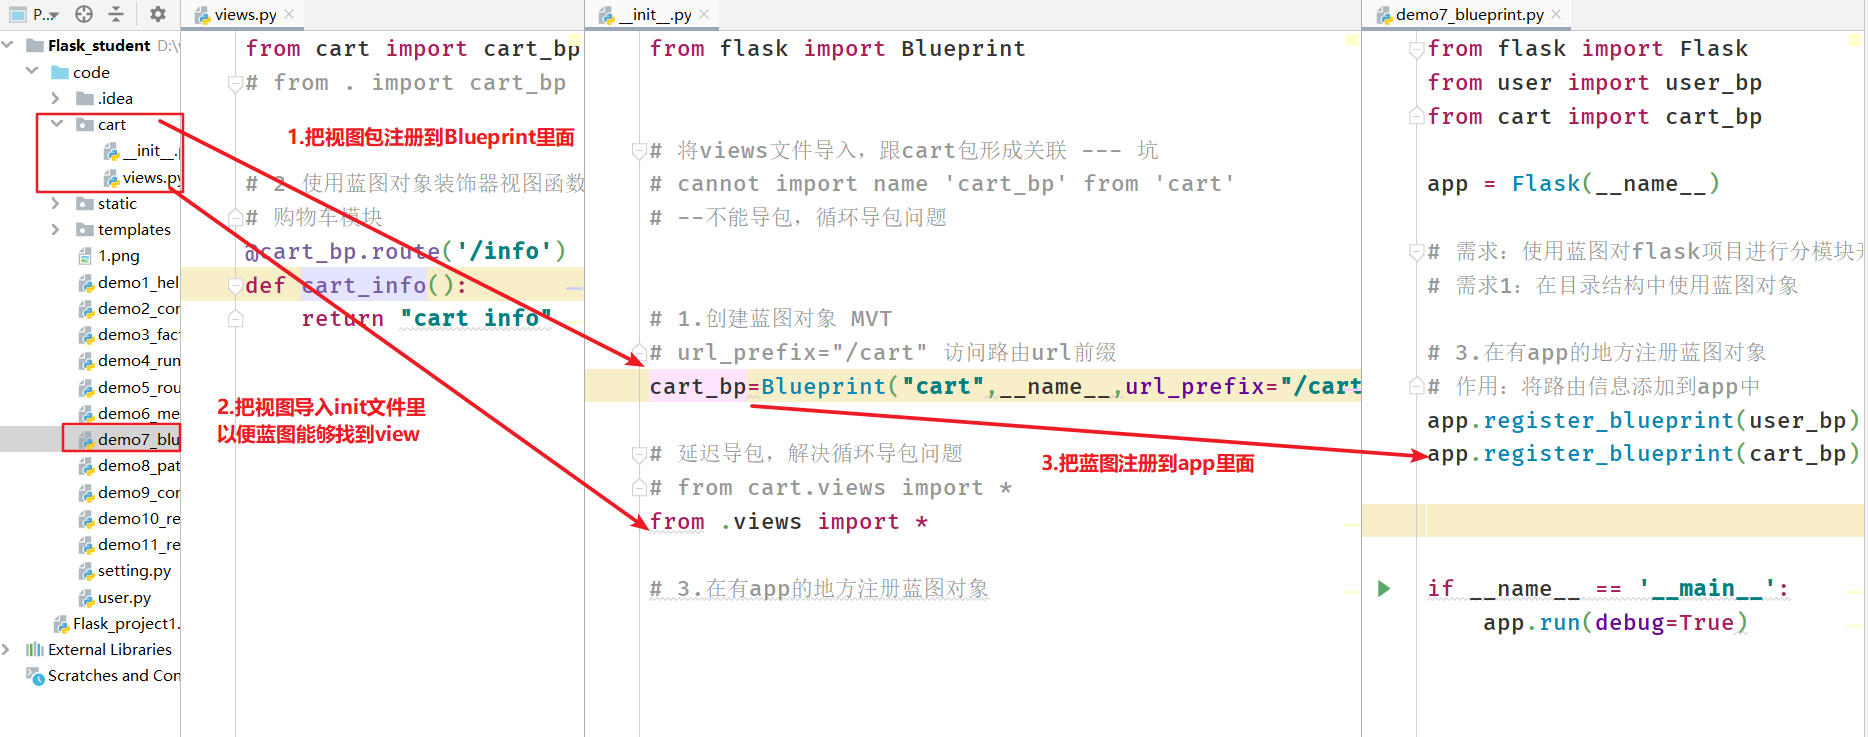 P...
Flask_student D:\
code
.idea
cart
__init__.
views.py
static
templates
1.png
demo1_hel
demo2_cor
demo3_fact
demo4_run
demo5_rou
demo6_me
demo7_blu
demo8_pat
demo9_cor
demo10_re
demo11_re
setting.py
user.py
Flask_project1.
External Libraries
Scratches and Con
views.py
from cart import cart_bp
# from . import cart_bp
1.把视图包注册到Blueprint里面
# 2 使用蓝图对象装饰器视图函数
# 购物车模块
@cart_bp.route('/info')
def cart_info():
return "cart info"
2.把视图导入init文件里
以便蓝图能够找到view
__init__.py
from flask import Blueprint
# 将views文件导入，跟cart包形成关联 --- 坑
# cannot import name 'cart_bp' from 'cart'
# --不能导包，循环导包问题
# 1.创建蓝图对象 MVT
# url_prefix="/cart" 访问路由url前缀
cart_bp=Blueprint("cart",__name__,url_prefix="/cart
# 延迟导包，解决循环导包问题
# from cart.views import *
from .views import *
# 3.在有app的地方注册蓝图对象
3.把蓝图注册到app里面
demo7_blueprint.py
from flask import Flask
from user import user_bp
from cart import cart_bp
app = Flask(__name__)
# 需求：使用蓝图对flask项目进行分模块开
# 需求1：在目录结构中使用蓝图对象
# 3.在有app的地方注册蓝图对象
# 作用：将路由信息添加到app中
app.register_blueprint(user_bp)
app.register_blueprint(cart_bp)
if __name__ == '__main__':
app.run(debug=True)